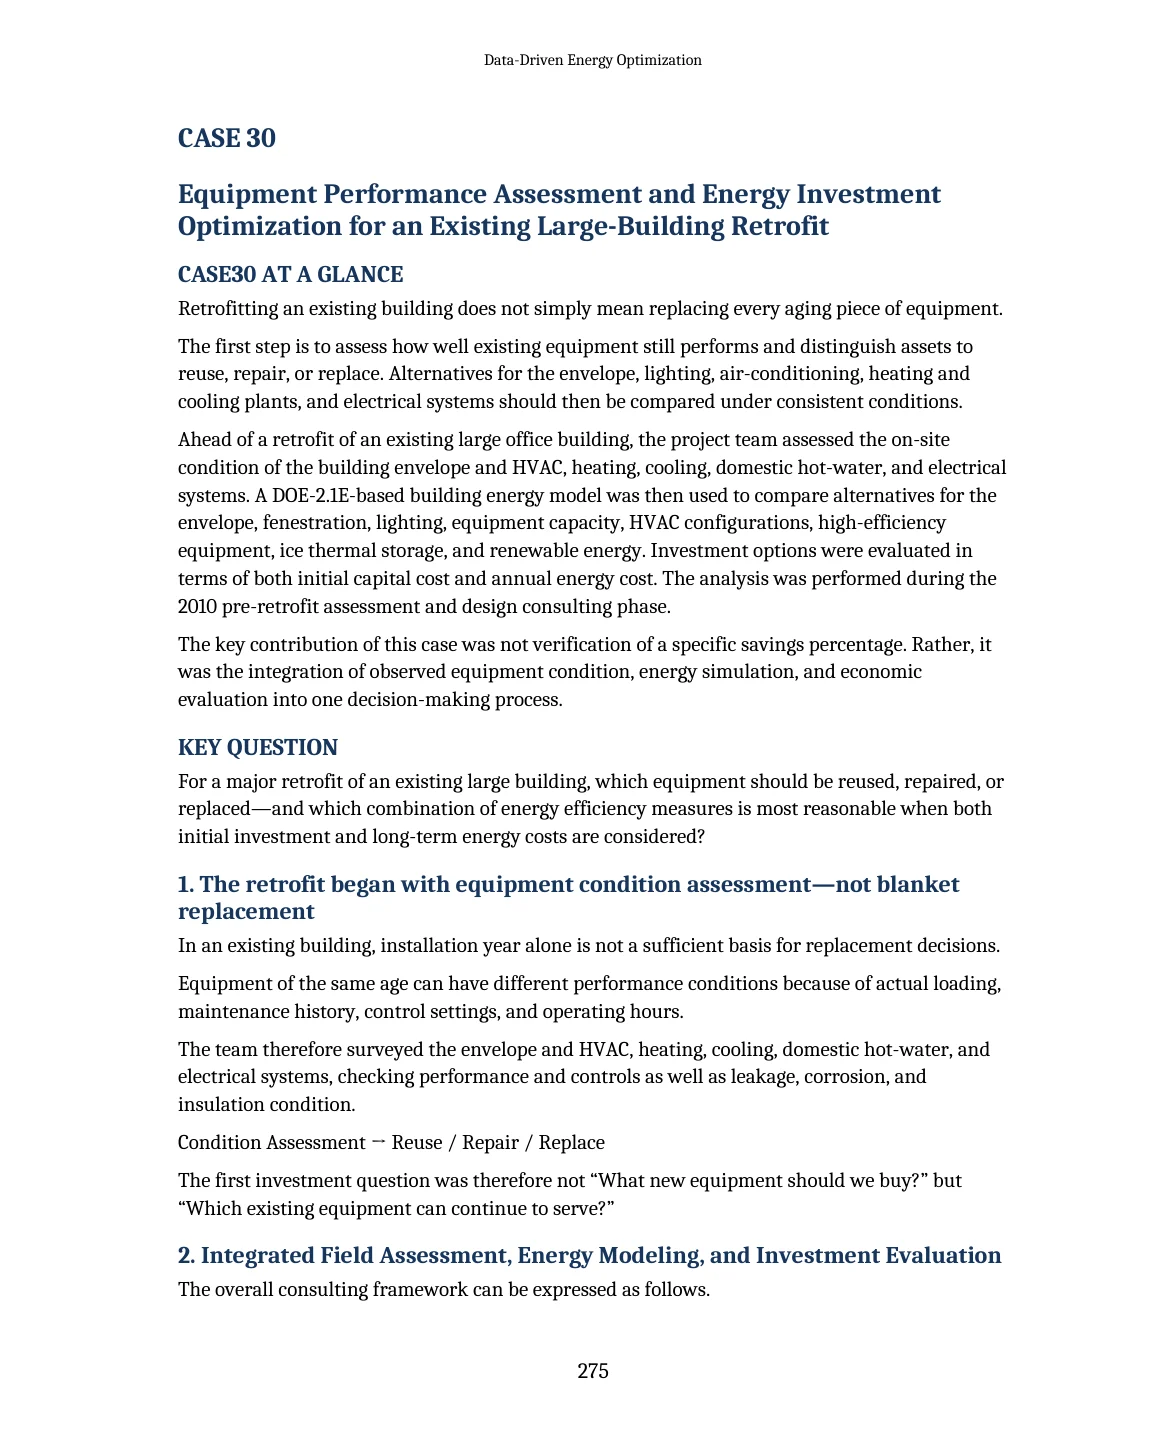 Data-Driven Energy Optimization
CASE 30
Equipment Performance Assessment and Energy Investment
Optimization for an Existing Large-Building Retrofit
CASE30 AT A GLANCE
Retrofitting an existing building does not simply mean replacing every aging piece of equipment.
The first step is to assess how well existing equipment still performs and distinguish assets to
reuse, repair, or replace. Alternatives for the envelope, lighting, air-conditioning, heating and
cooling plants, and electrical systems should then be compared under consistent conditions.
Ahead of a retrofit of an existing large office building, the project team assessed the on-site
condition of the building envelope and HVAC, heating, cooling, domestic hot-water, and electrical
systems. A DOE-2.1E-based building energy model was then used to compare alternatives for the
envelope, fenestration, lighting, equipment capacity, HVAC configurations, high-efficiency
equipment, ice thermal storage, and renewable energy. Investment options were evaluated in
terms of both initial capital cost and annual energy cost. The analysis was performed during the
2010 pre-retrofit assessment and design consulting phase.
The key contribution of this case was not verification of a specific savings percentage. Rather, it
was the integration of observed equipment condition, energy simulation, and economic
evaluation into one decision-making process.
KEY QUESTION
For a major retrofit of an existing large building, which equipment should be reused, repaired, or
replaced—and which combination of energy efficiency measures is most reasonable when both
initial investment and long-term energy costs are considered?
1. The retrofit began with equipment condition assessment—not blanket
replacement
In an existing building, installation year alone is not a sufficient basis for replacement decisions.
Equipment of the same age can have different performance conditions because of actual loading,
maintenance history, control settings, and operating hours.
The team therefore surveyed the envelope and HVAC, heating, cooling, domestic hot-water, and
electrical systems, checking performance and controls as well as leakage, corrosion, and
insulation condition.
Condition Assessment → Reuse / Repair / Replace
The first investment question was therefore not “What new equipment should we buy?” but
“Which existing equipment can continue to serve?”
2. Integrated Field Assessment, Energy Modeling, and Investment Evaluation
The overall consulting framework can be expressed as follows.
275